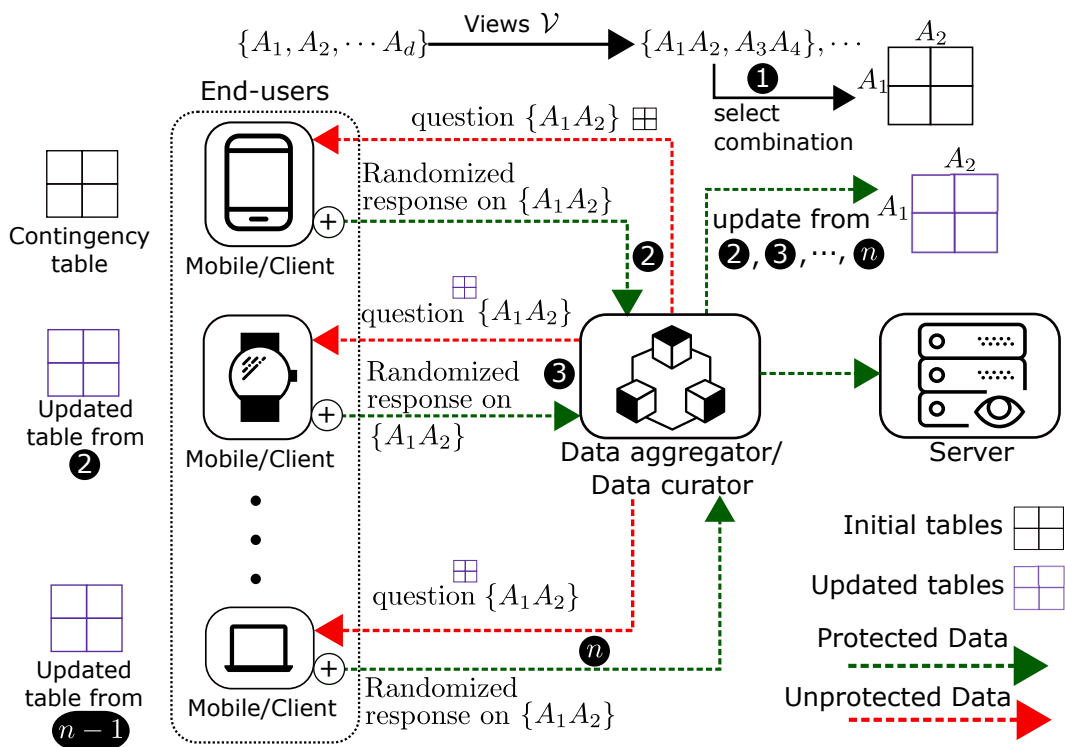 {A₁, A₂, ⋯ A_d}
Views 𝒱
{A₁A₂, A₃A₄}, ⋯
1
select
combination
A₂
A₁
End-users
question {A₁A₂}
Randomized
response on {A₁A₂}
2
Mobile/Client
Contingency
table
A₂
A₁
update from
2, 3, ⋯, n
question {A₁A₂}
Randomized
response on
{A₁A₂}
3
Mobile/Client
Updated
table from
2
Data aggregator/
Data curator
Server
question {A₁A₂}
n
Randomized
response on {A₁A₂}
Mobile/Client
Updated
table from
n − 1
Initial tables
Updated tables
Protected Data
Unprotected Data